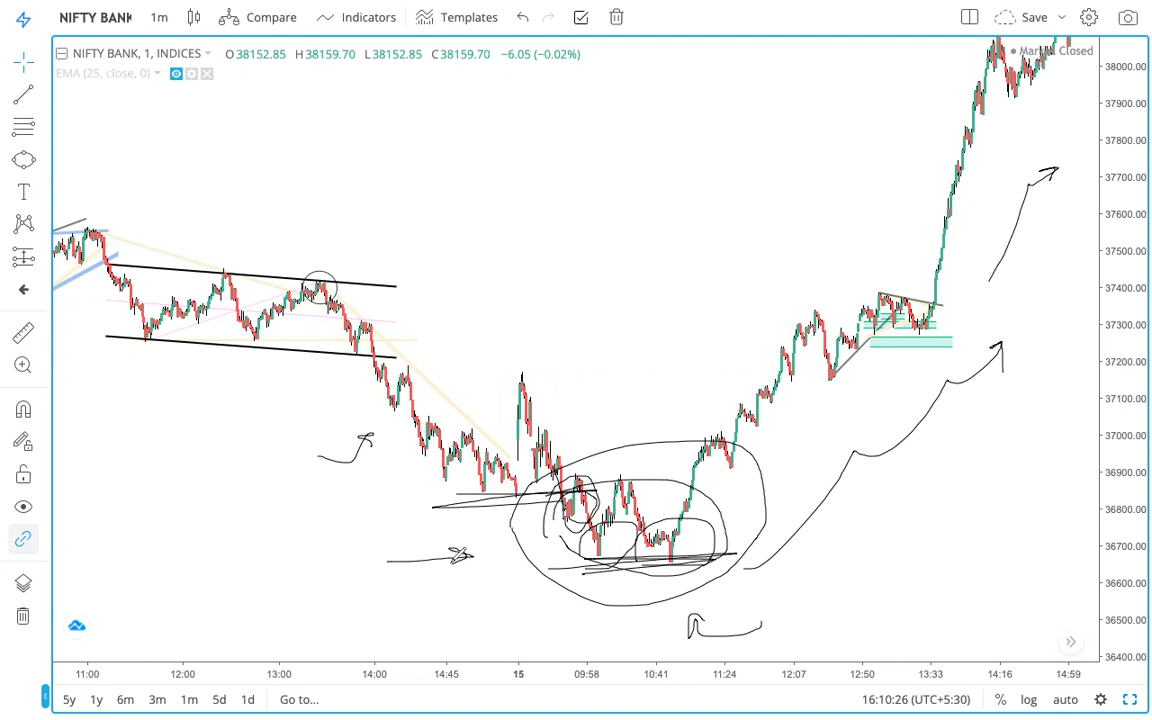 NIFTY BANK 1m Compare Indicators Templates Save
NIFTY BANK, 1, INDICES O38152.85 H38159.70 L38152.85 C38159.70 −6.05 (−0.02%)
Market Closed
EMA (25, close, 0)
38000.00
37900.00
37800.00
37700.00
37600.00
37500.00
37400.00
37300.00
37200.00
37100.00
37000.00
36900.00
36800.00
36700.00
36600.00
36500.00
36400.00
11:00 12:00 13:00 14:00 14:45 15 09:58 10:41 11:24 12:07 12:50 13:33 14:16 14:59
5y 1y 6m 3m 1m 5d 1d Go to... 16:10:26 (UTC+5:30) % log auto